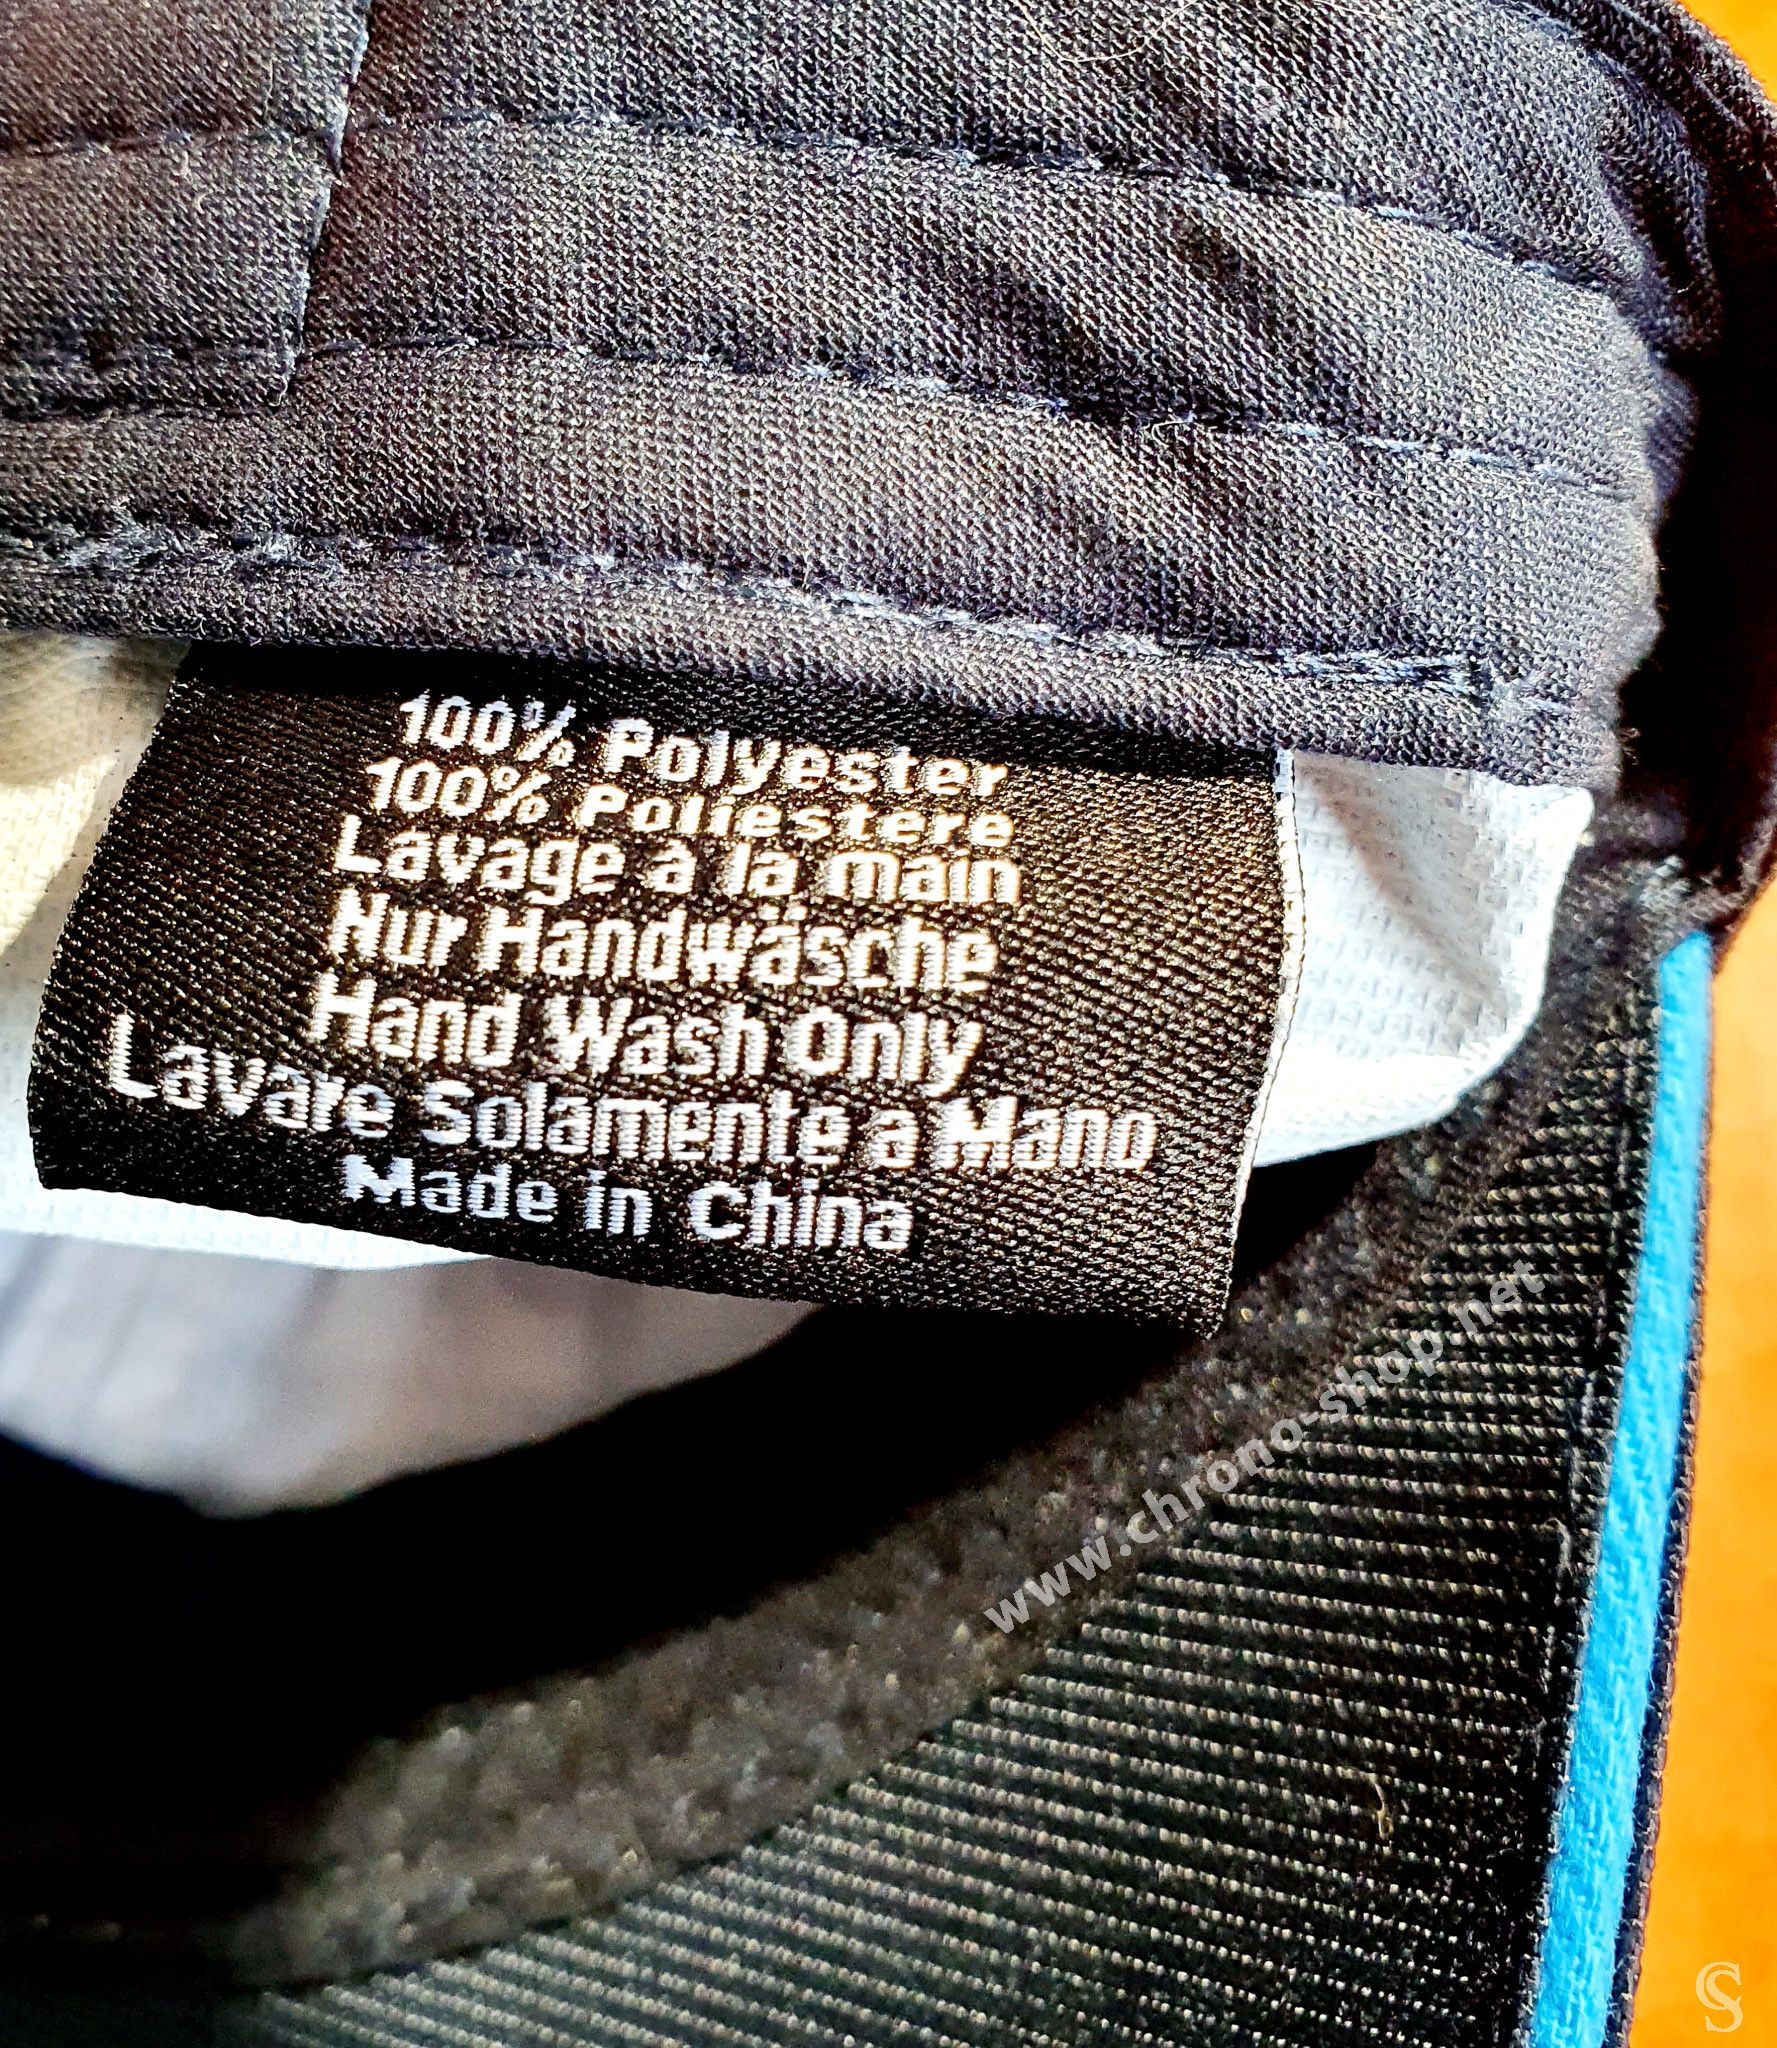 100% Polyester
100% Poliestere
Lavage a la main
Nur Handwäsche
Hand Wash Only
Lavare Solamente a Mano
Made in China
www.chrono-shop.net